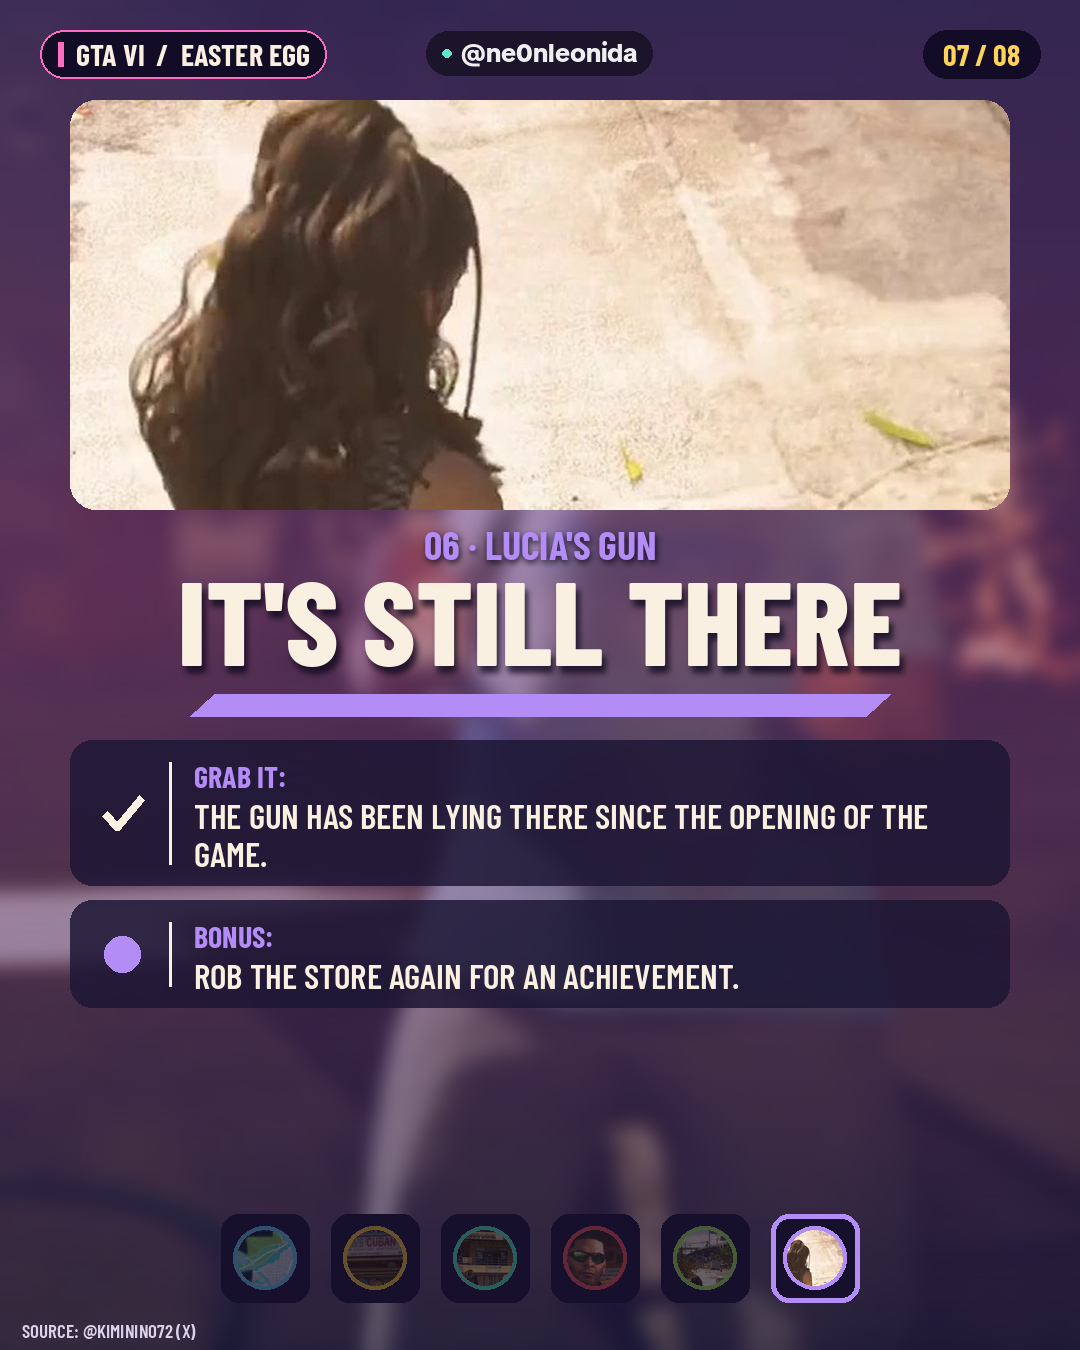 GTA VI / EASTER EGG
@ne0nleonida
07 / 08
06 · LUCIA'S GUN
IT'S STILL THERE
GRAB IT:
THE GUN HAS BEEN LYING THERE SINCE THE OPENING OF THE
GAME.
BONUS:
ROB THE STORE AGAIN FOR AN ACHIEVEMENT.
CUBAN
SOURCE: @KIMININO72 (X)